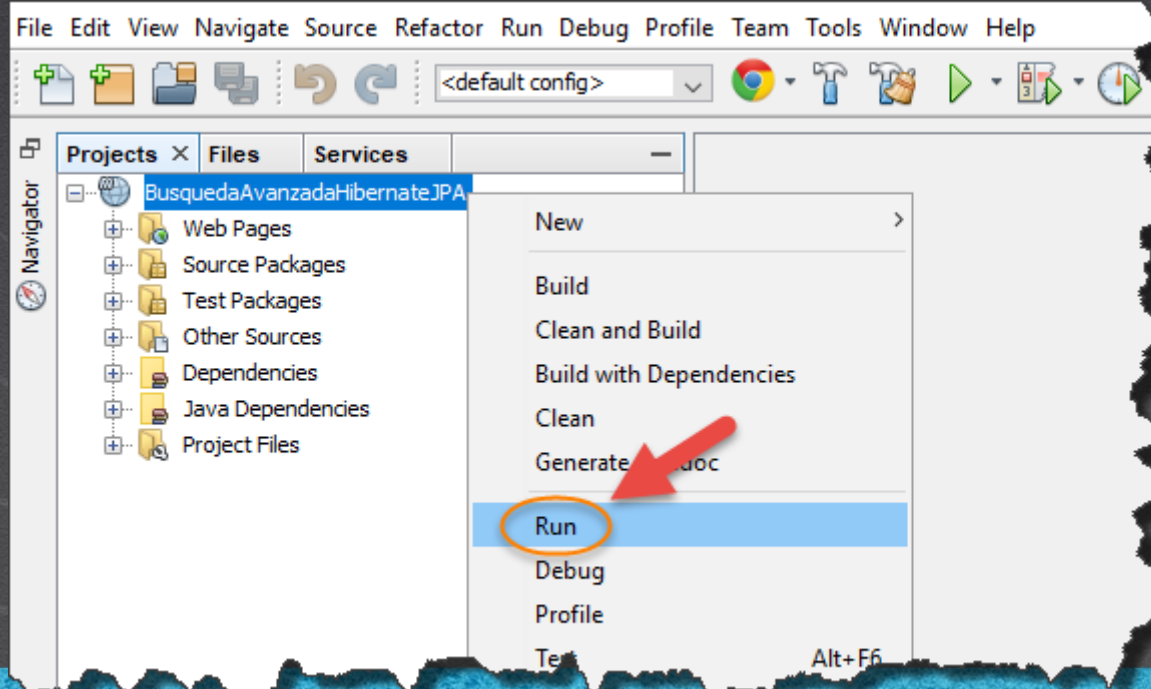 File Edit View Navigate Source Refactor Run Debug Profile Team Tools Window Help
<default config>
Projects Files Services
Navigator
BusquedaAvanzadaHibernateJPA
Web Pages
Source Packages
Test Packages
Other Sources
Dependencies
Java Dependencies
Project Files
New
Build
Clean and Build
Build with Dependencies
Clean
Generate
Run
Debug
Profile
Alt+F6